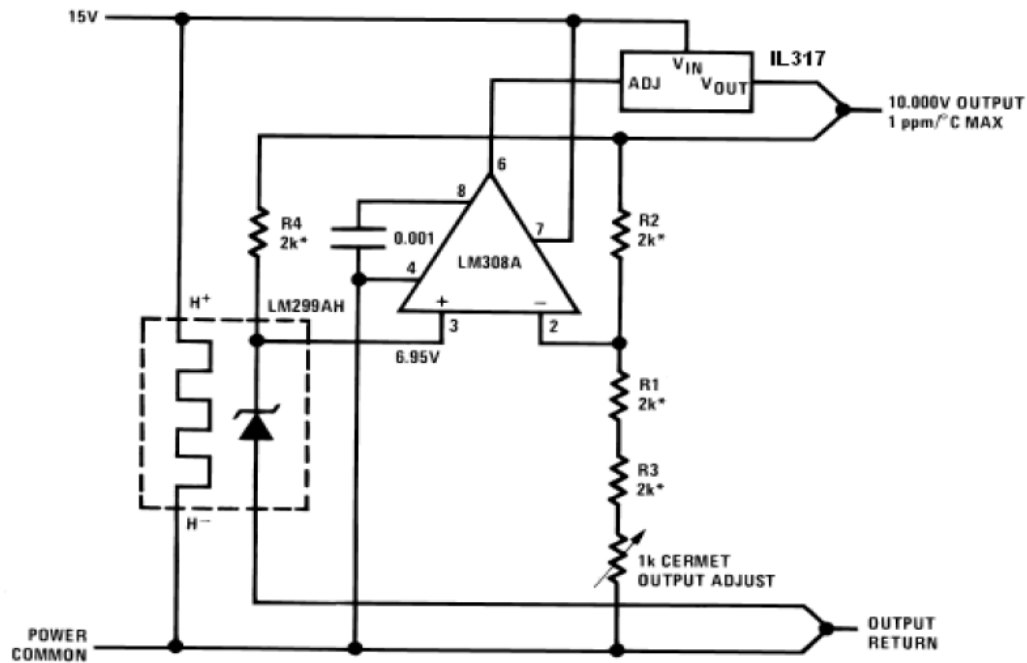 15V
IL317
VIN
ADJ
VOUT
10.000V OUTPUT
1 ppm/°C MAX
6
8
R4
2k*
0.001
7
R2
2k*
4
LM308A
H+
LM299AH
+
−
3
2
6.95V
R1
2k*
R3
2k*
H−
1k CERMET
OUTPUT ADJUST
POWER
COMMON
OUTPUT
RETURN